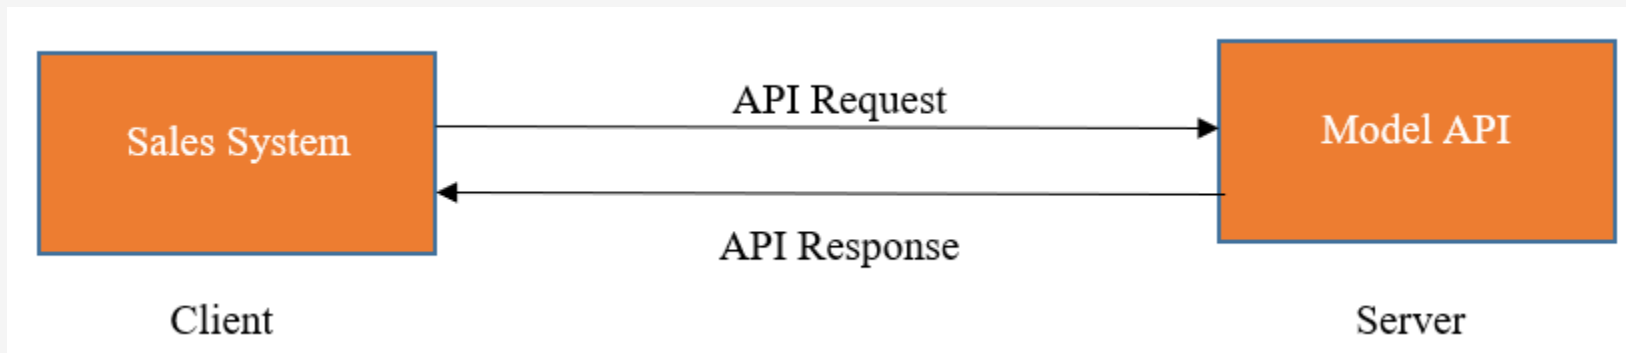 API Request
Sales System
Model API
API Response
Client
Server